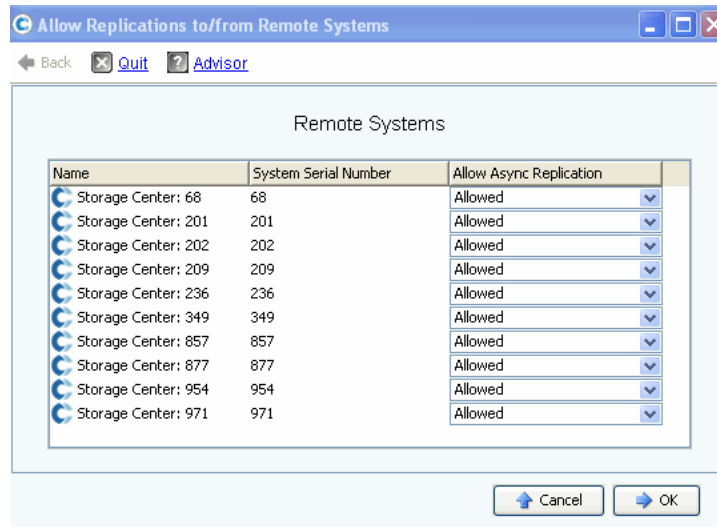 Allow Replications to/from Remote Systems
Back Quit ? Advisor
Remote Systems
Name System Serial Number Allow Async Replication
Storage Center: 68 68 Allowed
Storage Center: 201 201 Allowed
Storage Center: 202 202 Allowed
Storage Center: 209 209 Allowed
Storage Center: 236 236 Allowed
Storage Center: 349 349 Allowed
Storage Center: 857 857 Allowed
Storage Center: 877 877 Allowed
Storage Center: 954 954 Allowed
Storage Center: 971 971 Allowed
Cancel OK